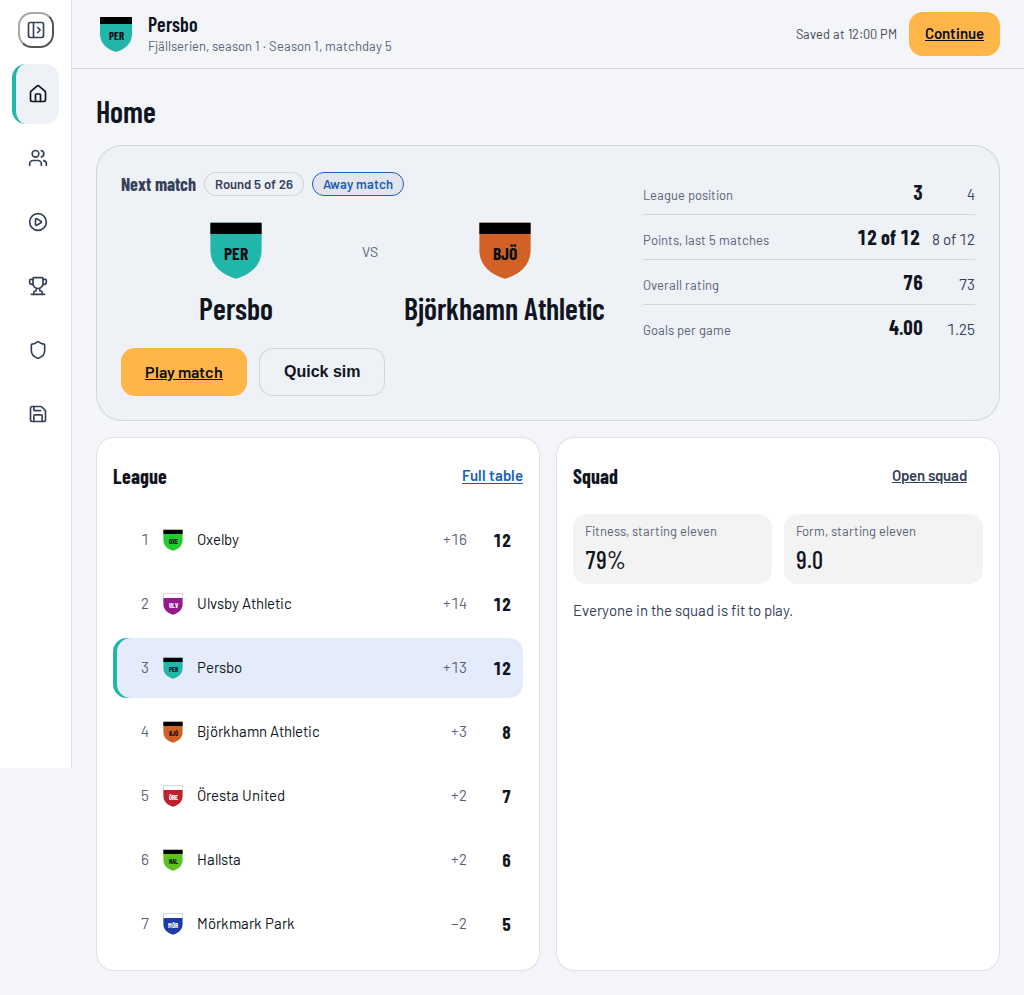 PER
Persbo
Fjällserien, season 1 · Season 1, matchday 5
Saved at 12:00 PM
Continue
Home
Next match
Round 5 of 26
Away match
PER
VS
BJÖ
Persbo
Björkhamn Athletic
Play match
Quick sim
League position 3 4
Points, last 5 matches 12 of 12 8 of 12
Overall rating 76 73
Goals per game 4.00 1.25
League
Full table
1 OXE Oxelby +16 12
2 ULV Ulvsby Athletic +14 12
3 PER Persbo +13 12
4 BJÖ Björkhamn Athletic +3 8
5 ÖRE Öresta United +2 7
6 HAL Hallsta +2 6
7 MÖR Mörkmark Park −2 5
Squad
Open squad
Fitness, starting eleven
79%
Form, starting eleven
9.0
Everyone in the squad is fit to play.